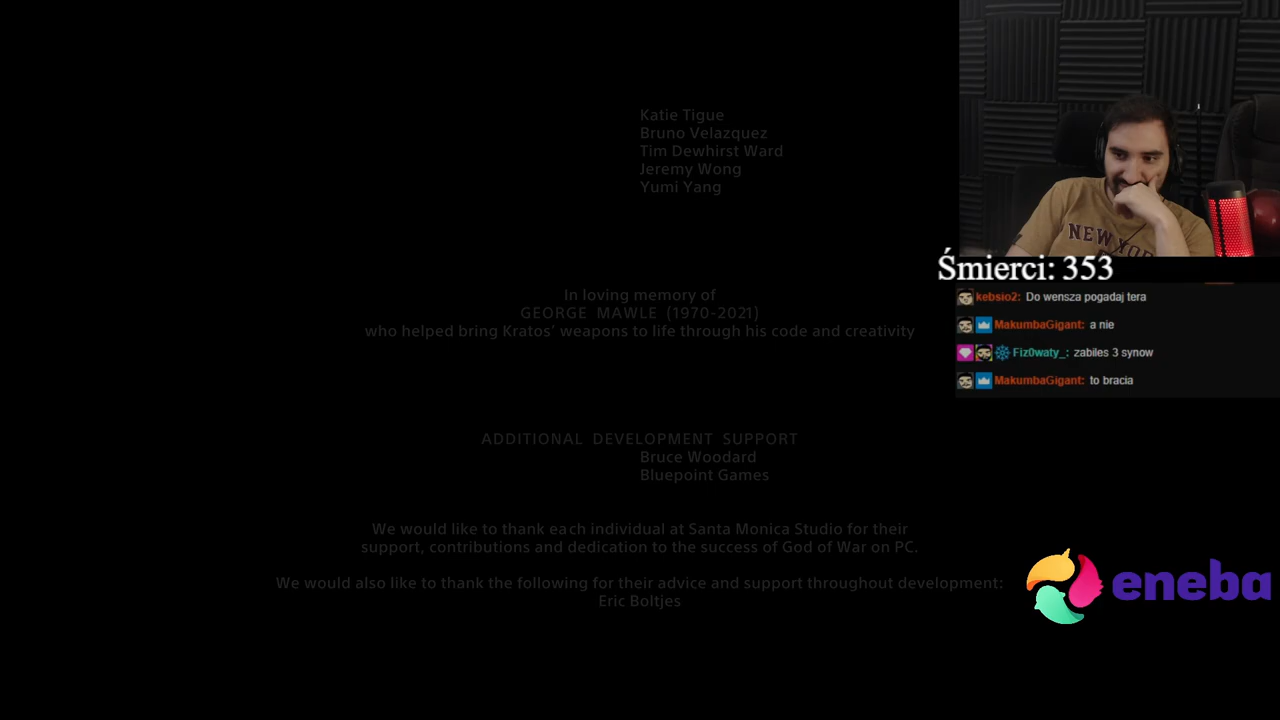 Katie Tigue
Bruno Velazquez
Tim Dewhirst Ward
Jeremy Wong
Yumi Yang
In loving memory of
GEORGE MAWLE (1970-2021)
who helped bring Kratos' weapons to life through his code and creativity
ADDITIONAL DEVELOPMENT SUPPORT
Bruce Woodard
Bluepoint Games
We would like to thank each individual at Santa Monica Studio for their
support, contributions and dedication to the success of God of War on PC.
We would also like to thank the following for their advice and support throughout development:
Eric Boltjes
NEW YORK
Śmierci: 353
kebsio2: Do wensza pogadaj tera
MakumbaGigant: a nie
Fiz0waty_: zabiles 3 synow
MakumbaGigant: to bracia
eneba